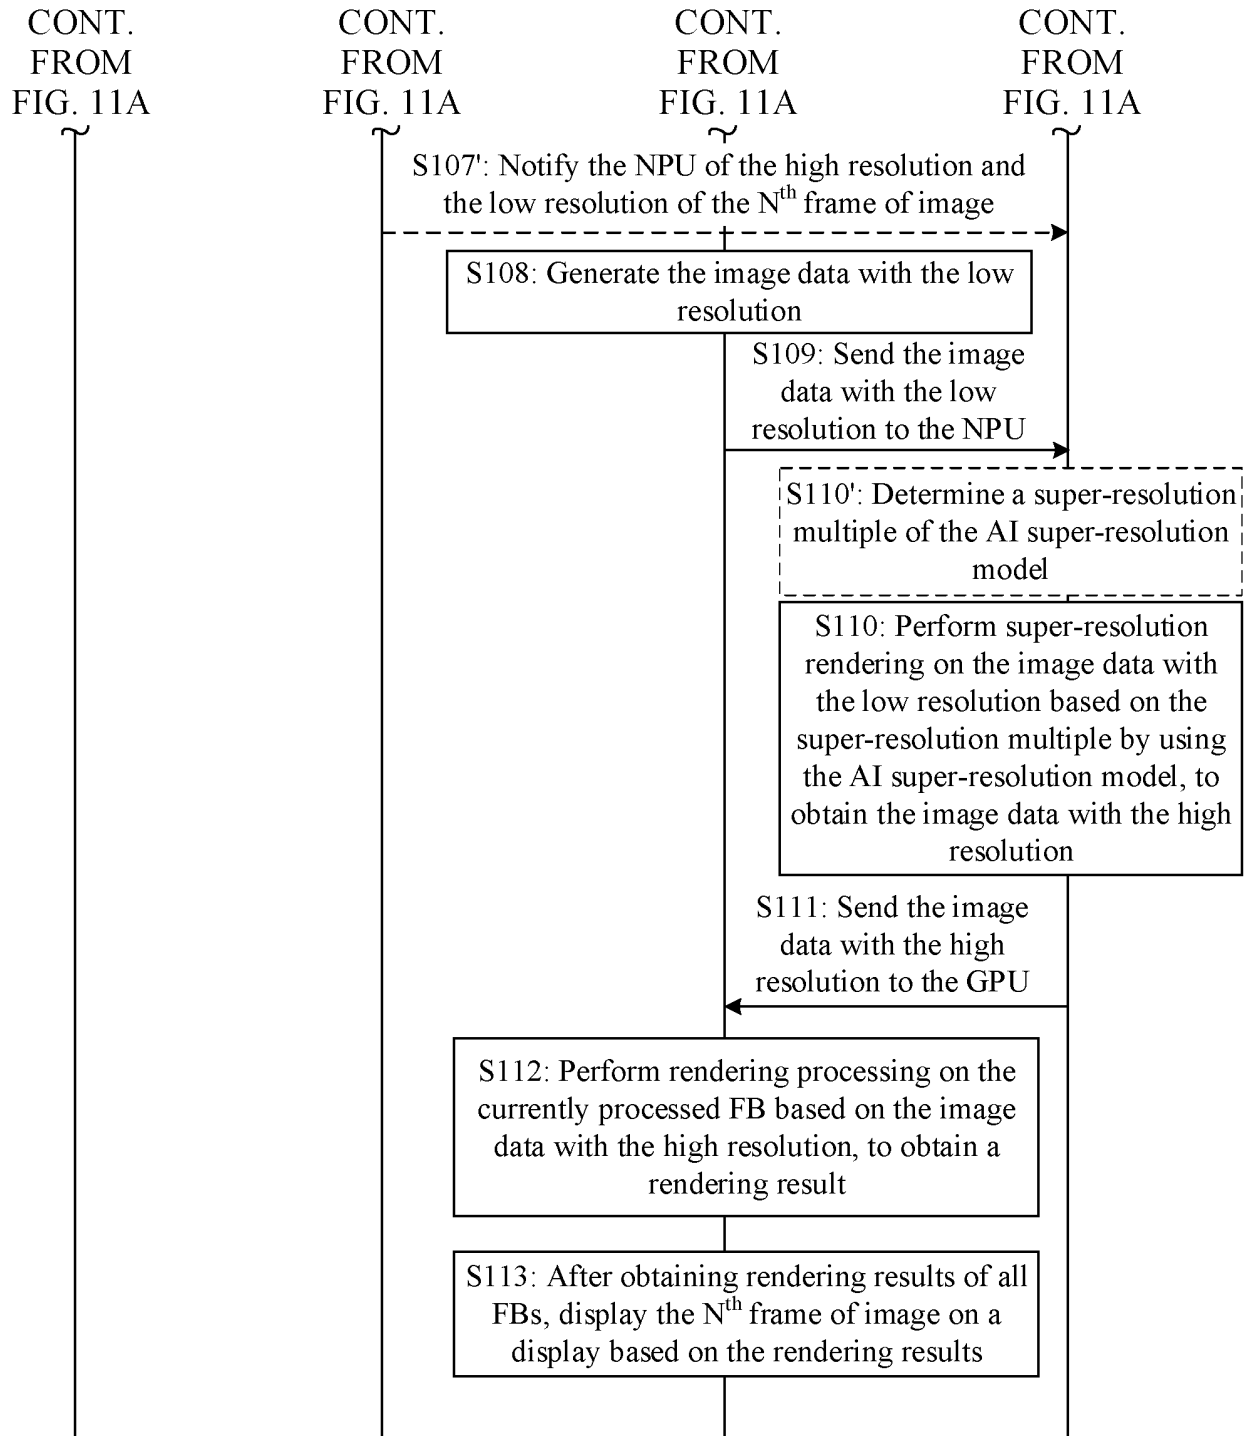 CONT.
FROM
FIG. 11A
CONT.
FROM
FIG. 11A
CONT.
FROM
FIG. 11A
CONT.
FROM
FIG. 11A
S107': Notify the NPU of the high resolution and
the low resolution of the Nth frame of image
S108: Generate the image data with the low
resolution
S109: Send the image
data with the low
resolution to the NPU
S110': Determine a super-resolution
multiple of the AI super-resolution
model
S110: Perform super-resolution
rendering on the image data with
the low resolution based on the
super-resolution multiple by using
the AI super-resolution model, to
obtain the image data with the high
resolution
S111: Send the image
data with the high
resolution to the GPU
S112: Perform rendering processing on the
currently processed FB based on the image
data with the high resolution, to obtain a
rendering result
S113: After obtaining rendering results of all
FBs, display the Nth frame of image on a
display based on the rendering results